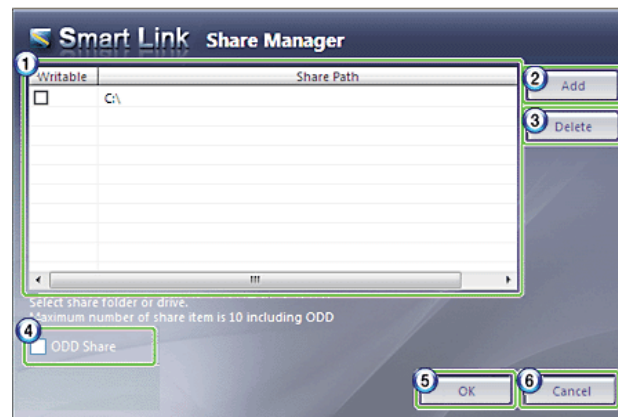 Smart Link Share Manager
1
Writable Share Path
C:\
2 Add
3 Delete
Select share folder or drive.
Maximum number of share item is 10 including ODD
4
ODD Share
5 OK
6 Cancel